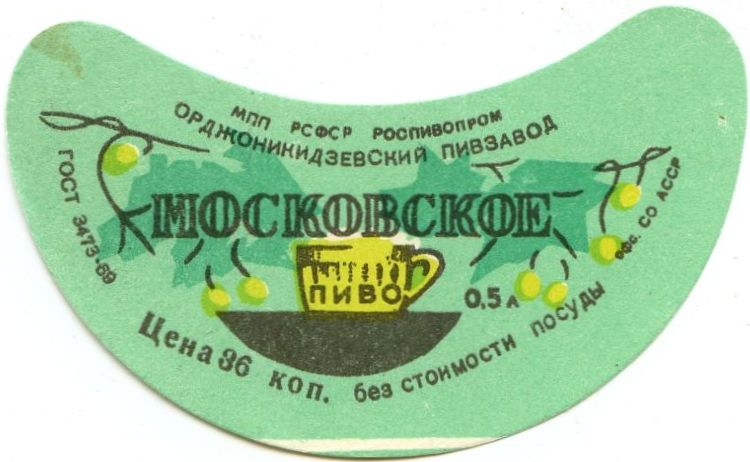 МПП РСФСР РОСПИВОПРОМ
ОРДЖОНИКИДЗЕВСКИЙ ПИВЗАВОД
МОСКОВСКОЕ
ПИВО
0,5 л
ГОСТ 3473-69
Цена 36 коп. без стоимости посуды
СО АССР